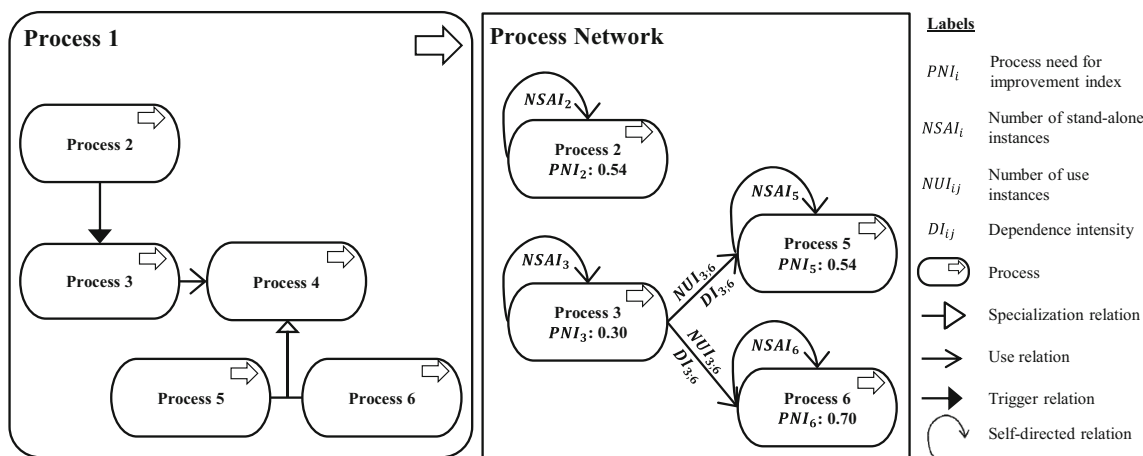 Process 1
Process 2
Process 3
Process 4
Process 5
Process 6
Process Network
NSAI2
Process 2
PNI2: 0.54
NSAI5
Process 5
PNI5: 0.54
NSAI3
Process 3
PNI3: 0.30
NUI3;6
DI3;6
NUI3;6
DI3;6
NSAI6
Process 6
PNI6: 0.70
Labels
PNIi
Process need for
improvement index
NSAIi
Number of stand-alone
instances
NUIij
Number of use
instances
DIij
Dependence intensity
Process
Specialization relation
Use relation
Trigger relation
Self-directed relation